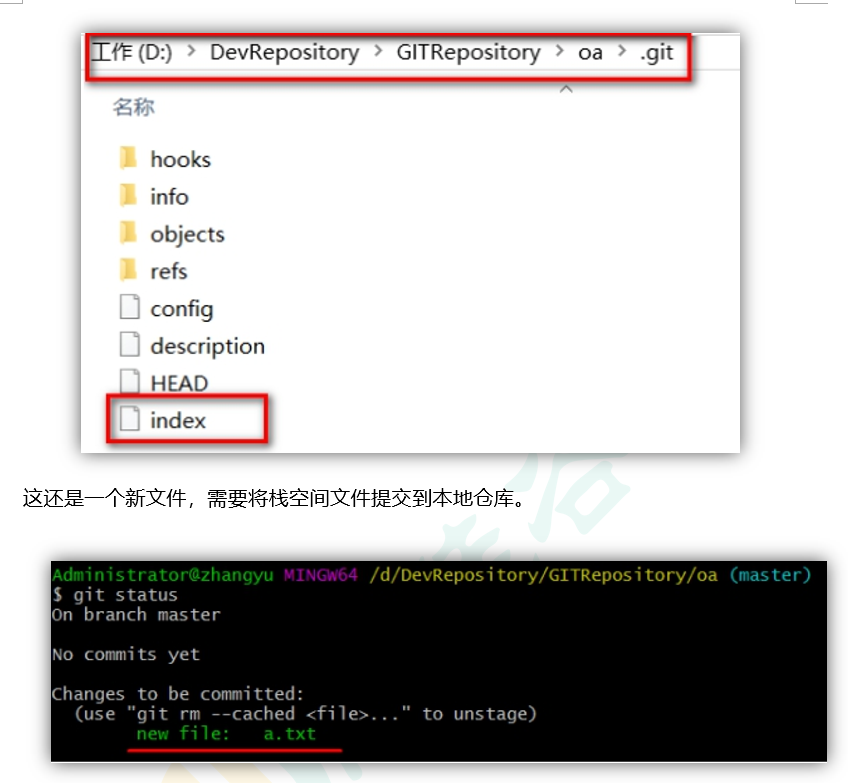 工作 (D:) > DevRepository > GITRepository > oa > .git
名称
hooks
info
objects
refs
config
description
HEAD
index
这还是一个新文件，需要将栈空间文件提交到本地仓库。
Administrator@zhangyu MINGW64 /d/DevRepository/GITRepository/oa (master)
$ git status
On branch master
No commits yet
Changes to be committed:
(use "git rm --cached <file>..." to unstage)
new file: a.txt